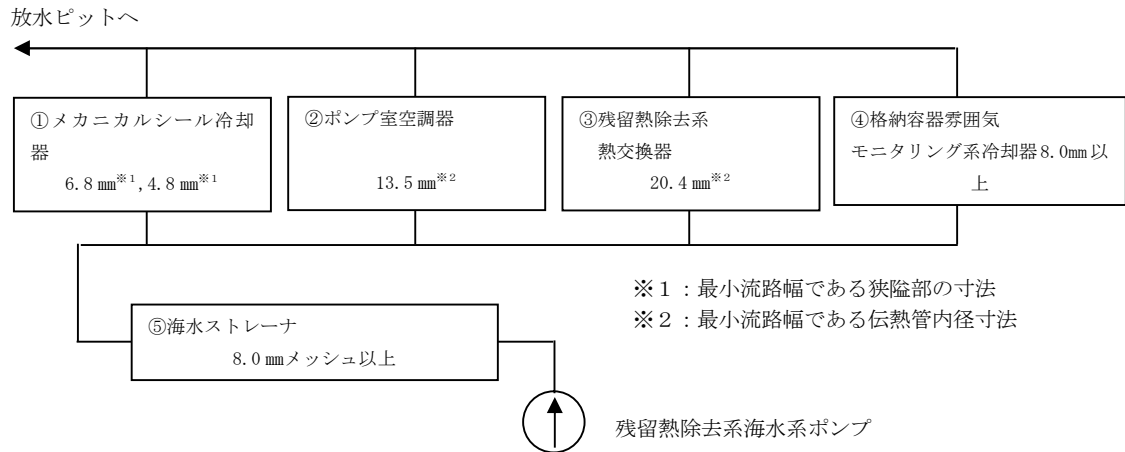 放水ピットへ
①メカニカルシール冷却
器
6.8㎜※1,4.8㎜※1
②ポンプ室空調器
13.5㎜※2
③残留熱除去系
熱交換器
20.4㎜※2
④格納容器雰囲気
モニタリング系冷却器8.0mm以
上
※1：最小流路幅である狭隘部の寸法
※2：最小流路幅である伝熱管内径寸法
⑤海水ストレーナ
8.0㎜メッシュ以上
残留熱除去系海水系ポンプ